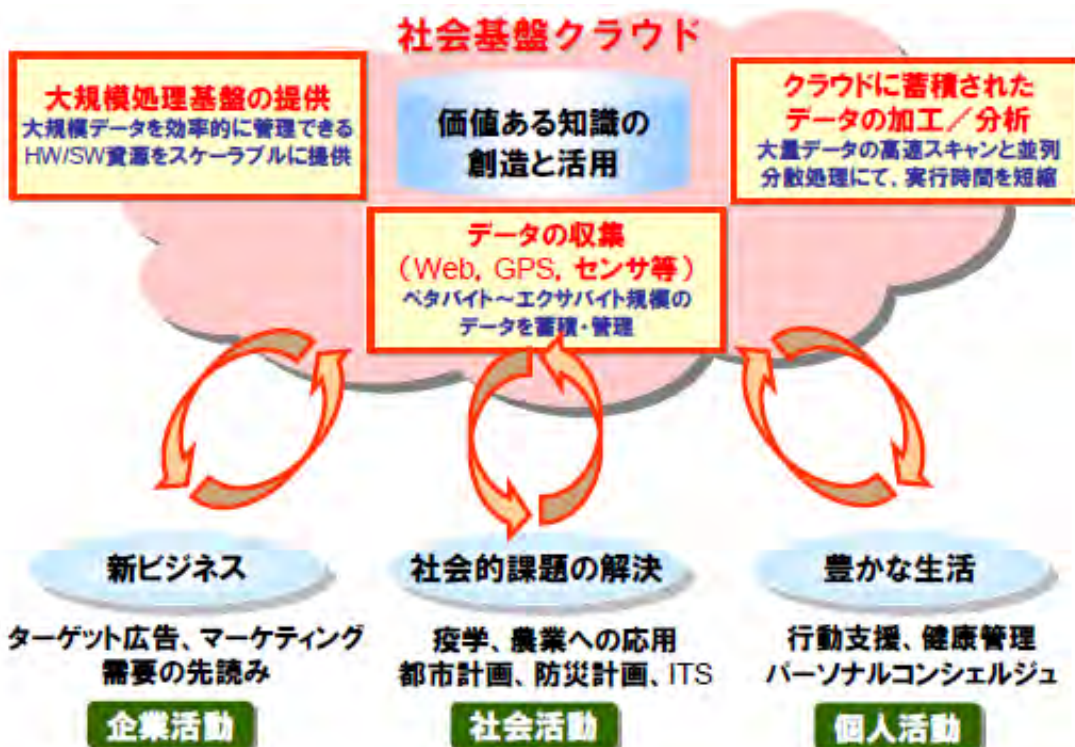 社会基盤クラウド
大規模処理基盤の提供
大規模データを効率的に管理できる
HW/SW資源をスケーラブルに提供
価値ある知識の
創造と活用
クラウドに蓄積された
データの加工／分析
大量データの高速スキャンと並列
分散処理にて、実行時間を短縮
データの収集
（Web, GPS, センサ等）
ペタバイト～エクサバイト規模の
データを蓄積・管理
新ビジネス
ターゲット広告、マーケティング
需要の先読み
企業活動
社会的課題の解決
疫学、農業への応用
都市計画、防災計画、ITS
社会活動
豊かな生活
行動支援、健康管理
パーソナルコンシェルジュ
個人活動